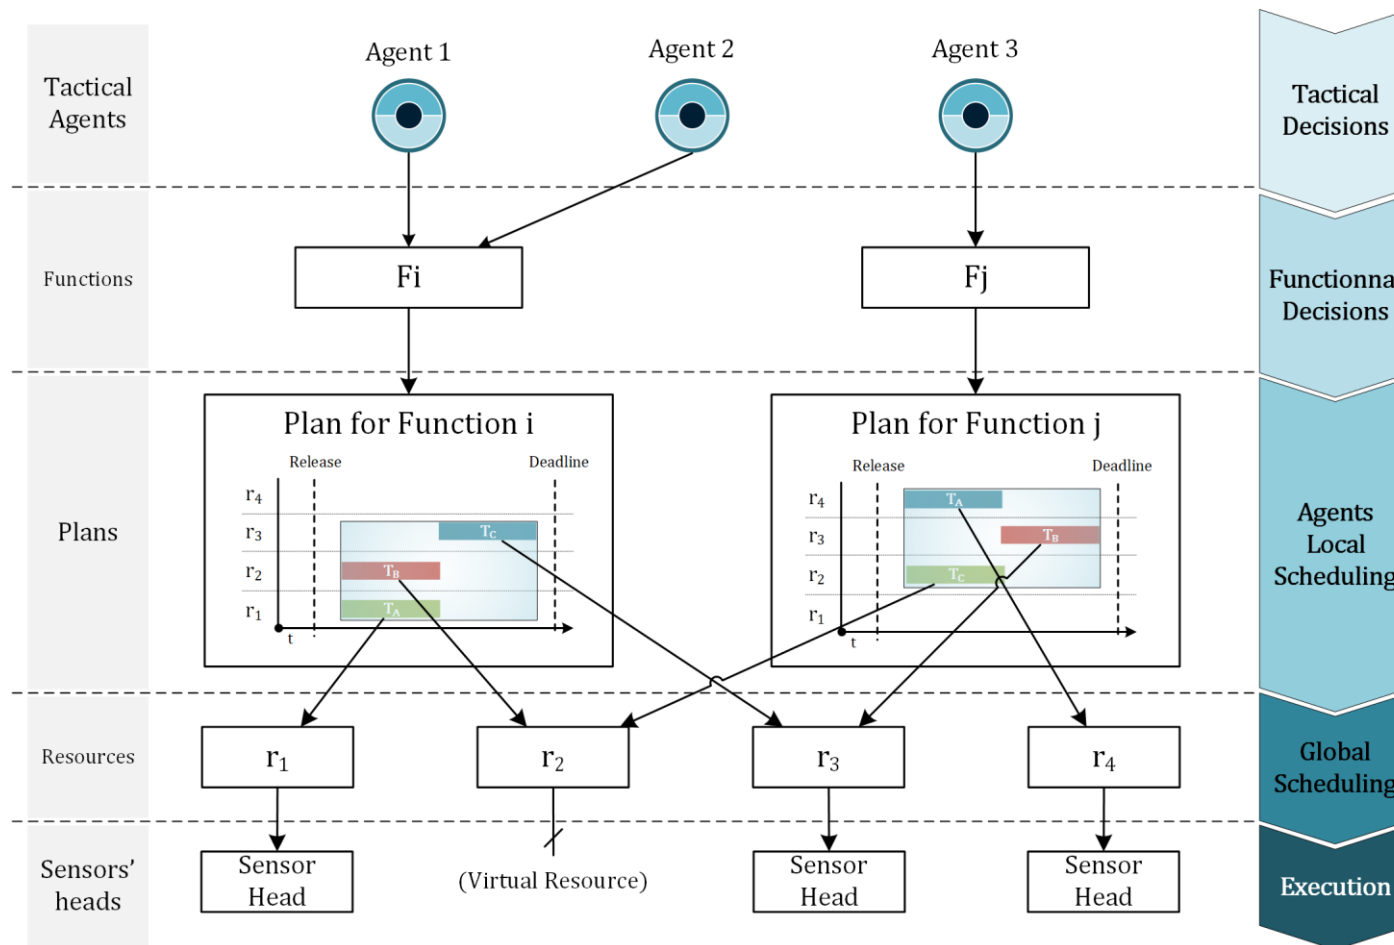 Tactical
Agents
Agent 1
Agent 2
Agent 3
Tactical
Decisions
Functions
Fi
Fj
Functionna
Decisions
Plans
Plan for Function i
Release
Deadline
r4
r3
r2
r1
TC
TB
TA
t
Plan for Function j
Release
Deadline
r4
r3
r2
r1
TA
TB
TC
t
Agents
Local
Scheduling
Resources
r1
r2
r3
r4
Global
Scheduling
Sensors'
heads
Sensor
Head
(Virtual Resource)
Sensor
Head
Sensor
Head
Execution